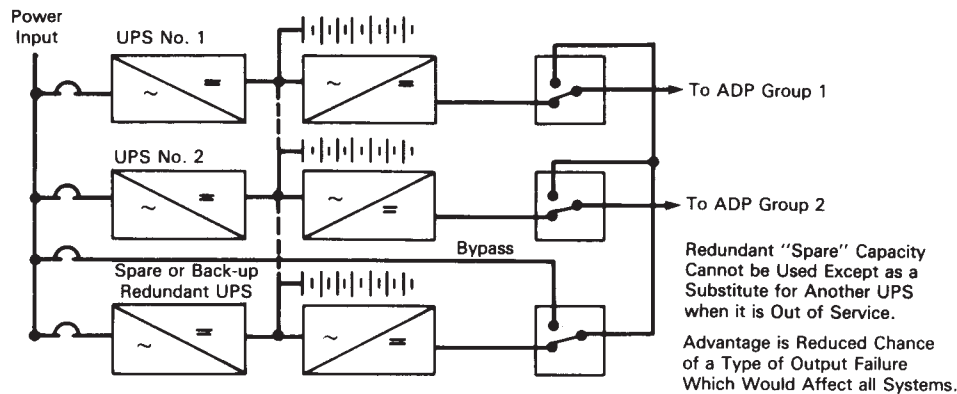 Power
Input
UPS No. 1
To ADP Group 1
UPS No. 2
To ADP Group 2
Bypass
Spare or Back-up
Redundant UPS
Redundant "Spare" Capacity
Cannot be Used Except as a
Substitute for Another UPS
when it is Out of Service.
Advantage is Reduced Chance
of a Type of Output Failure
Which Would Affect all Systems.